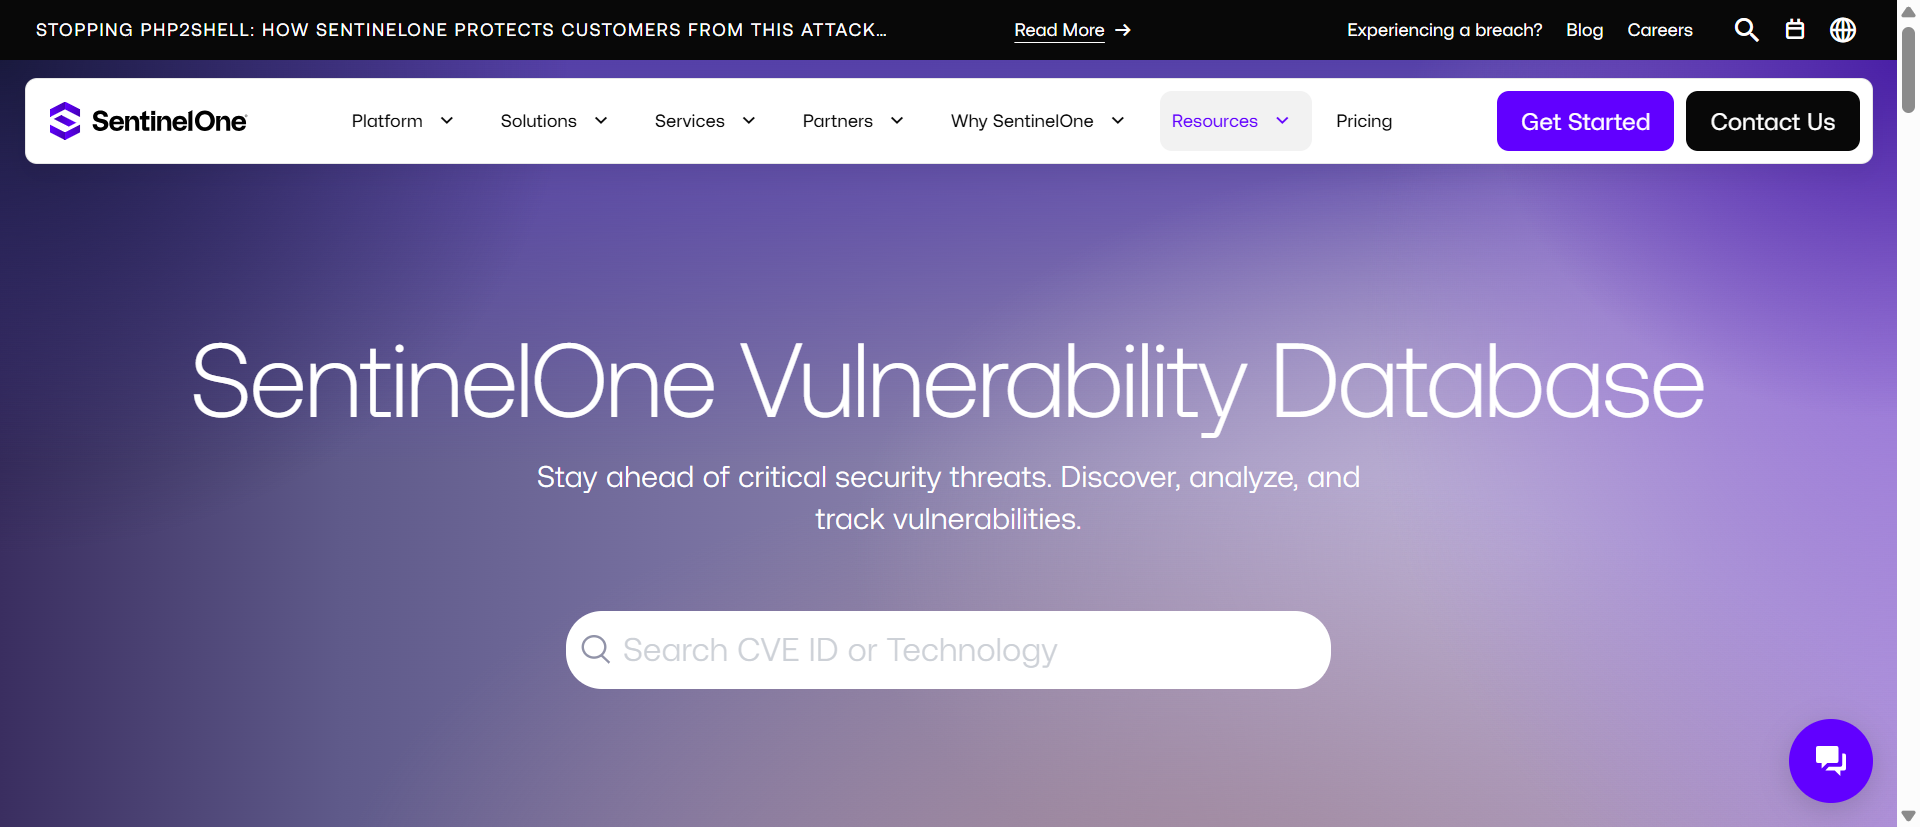 STOPPING PHP2SHELL: HOW SENTINELONE PROTECTS CUSTOMERS FROM THIS ATTACK…
Read More
Experiencing a breach?
Blog
Careers
SentinelOne
Platform
Solutions
Services
Partners
Why SentinelOne
Resources
Pricing
Get Started
Contact Us
SentinelOne Vulnerability Database
Stay ahead of critical security threats. Discover, analyze, and
track vulnerabilities.
Search CVE ID or Technology